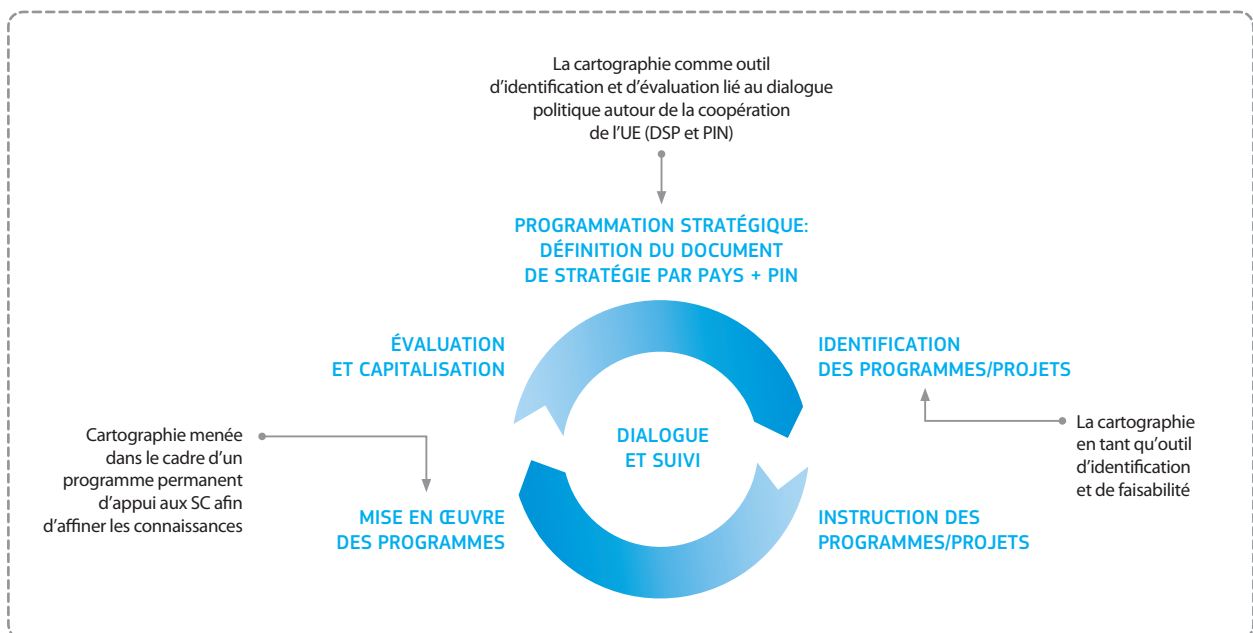 La cartographie comme outil
d’identification et d’évaluation lié au dialogue
politique autour de la coopération
de l’UE (DSP et PIN)
PROGRAMMATION STRATÉGIQUE:
DÉFINITION DU DOCUMENT
DE STRATÉGIE PAR PAYS + PIN
ÉVALUATION
ET CAPITALISATION
IDENTIFICATION
DES PROGRAMMES/PROJETS
DIALOGUE
ET SUIVI
Cartographie menée
dans le cadre d’un
programme permanent
d’appui aux SC afin
d’affiner les connaissances
La cartographie
en tant qu’outil
d’identification
et de faisabilité
MISE EN ŒUVRE
DES PROGRAMMES
INSTRUCTION DES
PROGRAMMES/PROJETS